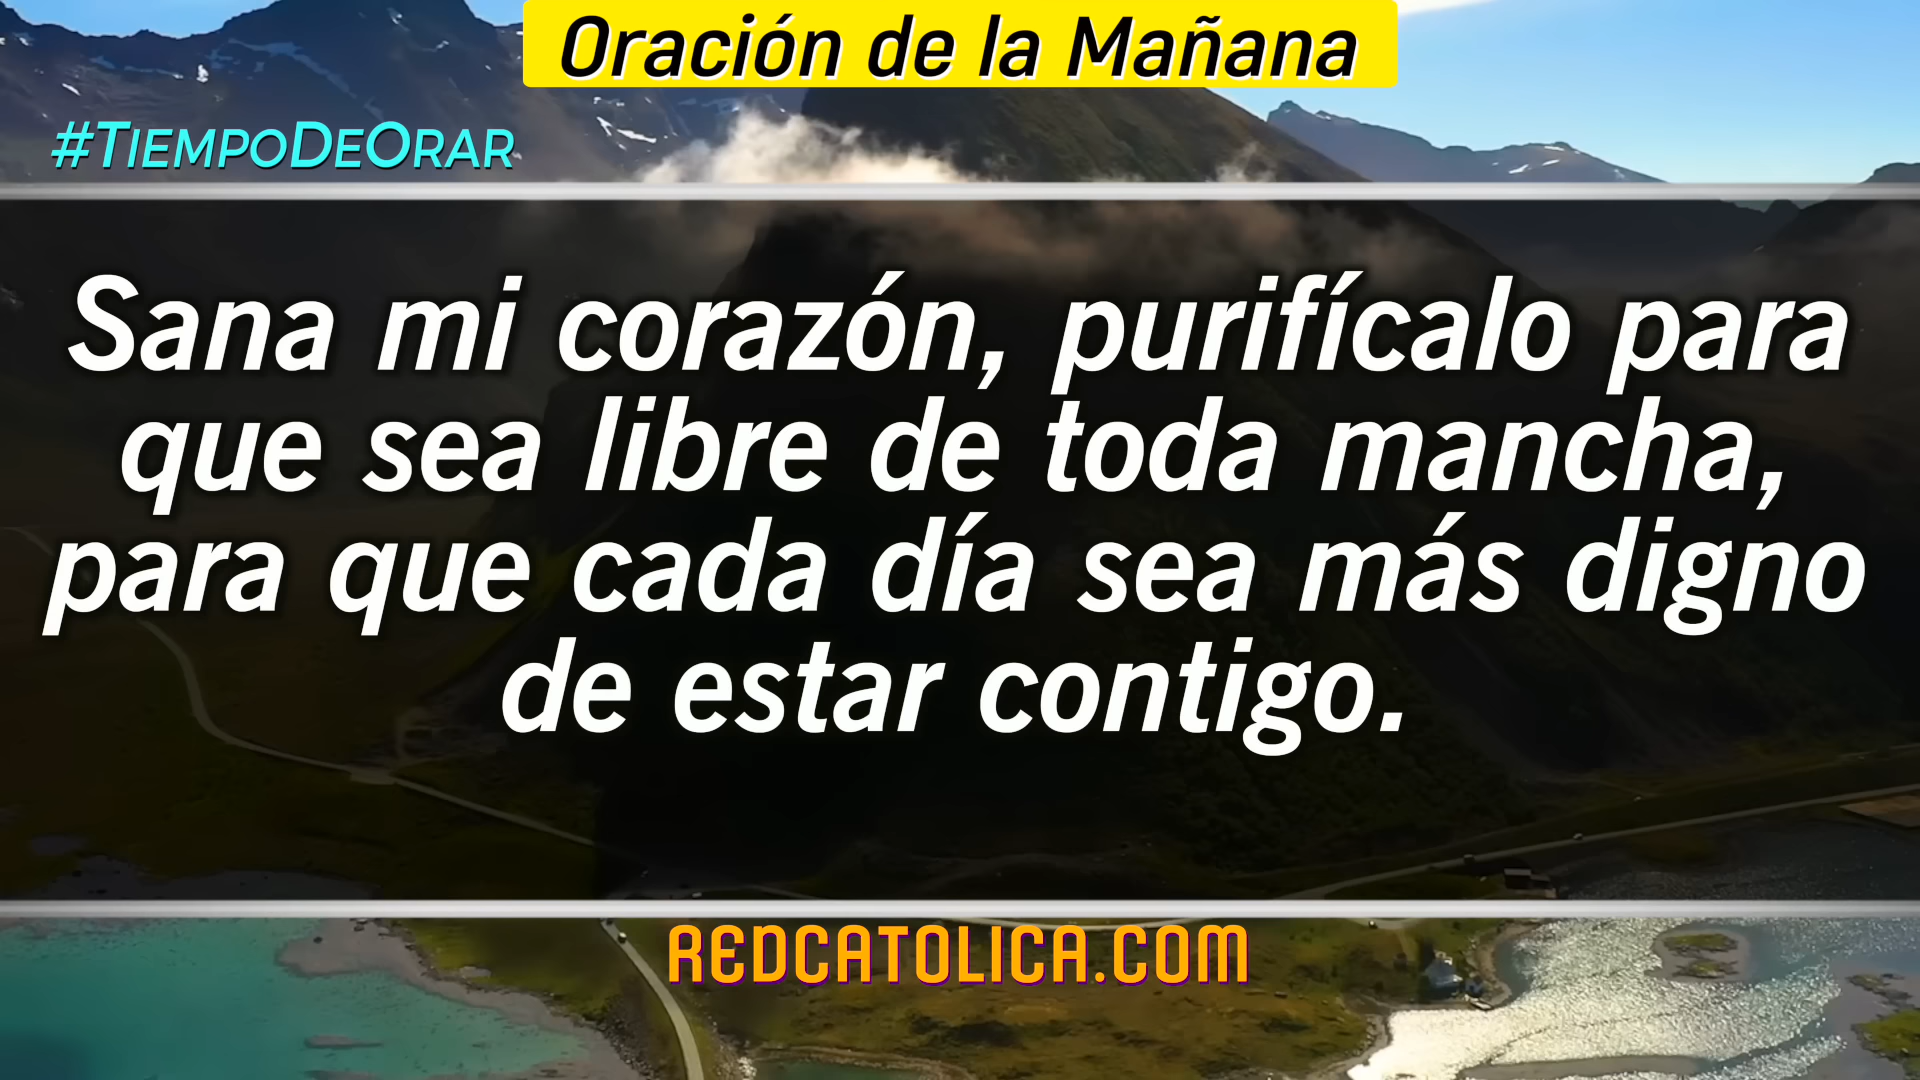 Oración de la Mañana
#TiempoDeOrar
Sana mi corazón, purifícalo para
que sea libre de toda mancha,
para que cada día sea más digno
de estar contigo.
REDCATOLICA.COM